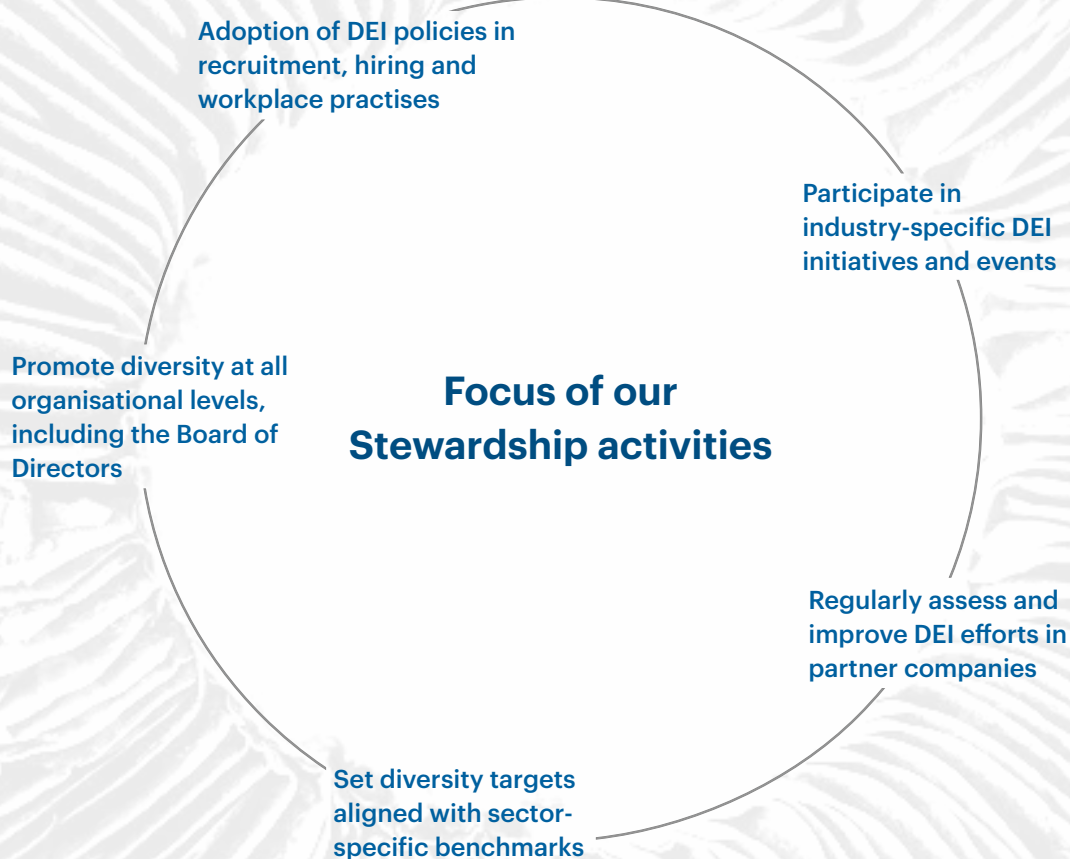 Adoption of DEI policies in
recruitment, hiring and
workplace practises
Participate in
industry-specific DEI
initiatives and events
Promote diversity at all
organisational levels,
including the Board of
Directors
Focus of our
Stewardship activities
Regularly assess and
improve DEI efforts in
partner companies
Set diversity targets
aligned with sector-
specific benchmarks